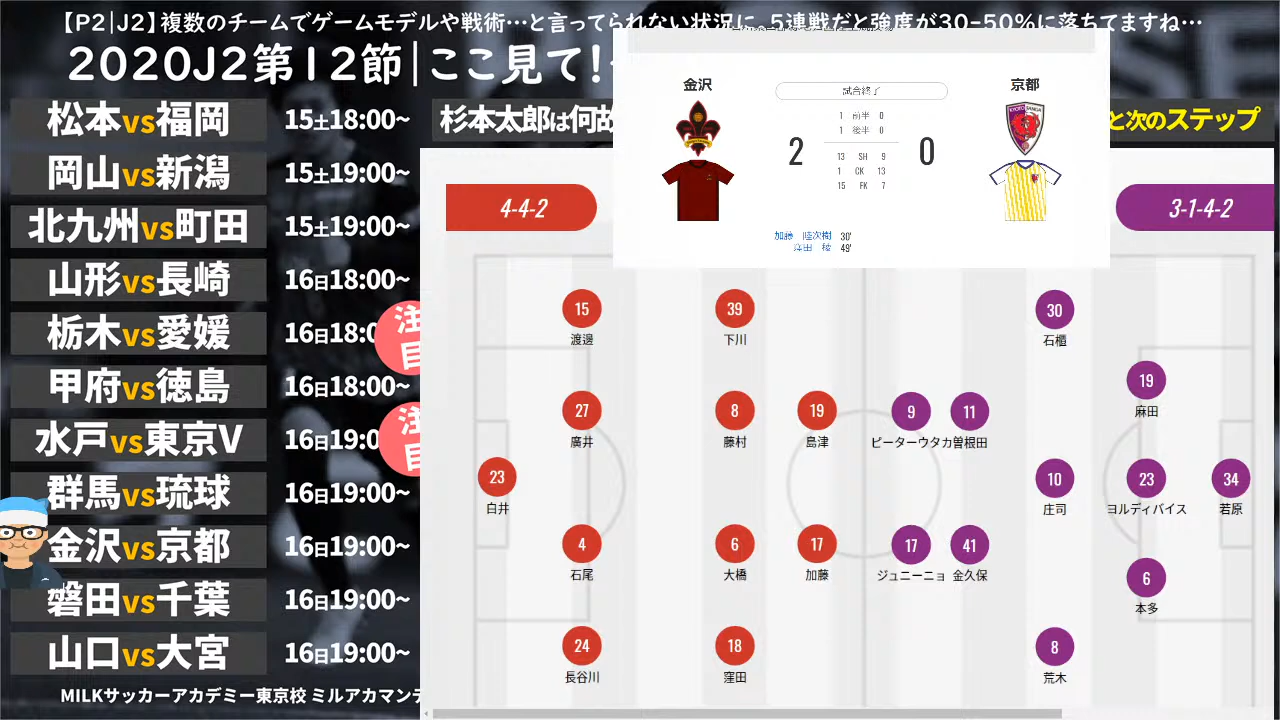 【P2|J2】複数のチームでゲームモデルや戦術…と言ってられない状況に。5連戦だと強度が30-50%に落ちてますね…
2020J2第12節|ここ見て!
松本vs福岡 15土18:00~
岡山vs新潟 15土19:00~
北九州vs町田 15土19:00~
山形vs長崎 16日18:00~
栃木vs愛媛 16日18:0
注目
甲府vs徳島 16日18:00~
水戸vs東京V 16日19:0
注目
群馬vs琉球 16日19:00~
金沢vs京都 16日19:00~
磐田vs千葉 16日19:00~
山口vs大宮 16日19:00~
MILKサッカーアカデミー東京校 ミルアカマンテ
杉本太郎は何故
と次のステップ
金沢 京都
試合終了
2 0
1 前半 0
1 後半 0
13 SH 9
1 CK 13
15 FK 7
加藤 陸次樹 30'
窪田 稜 49'
4-4-2
3-1-4-2
15 渡邊
39 下川
30 石櫃
19 麻田
27 廣井
8 藤村
19 島津
9 ピーターウタカ
11 曽根田
23 白井
10 庄司
23 ヨルディバイス
34 若原
4 石尾
6 大橋
17 加藤
17 ジュニーニョ
41 金久保
6 本多
24 長谷川
18 窪田
8 荒木